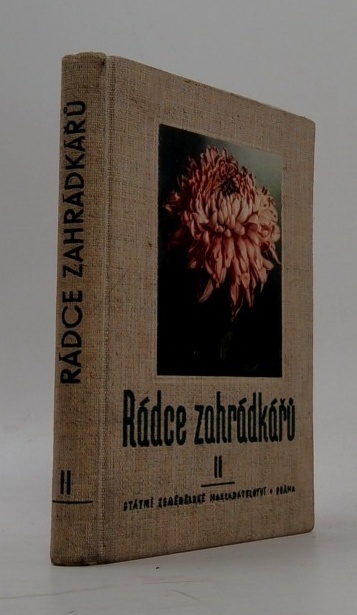 RÁDCE ZAHRÁDKÁŘŮ
II
Rádce zahrádkářů
II
STÁTNÍ ZEMĚDĚLSKÉ NAKLADATELSTVÍ • PRAHA